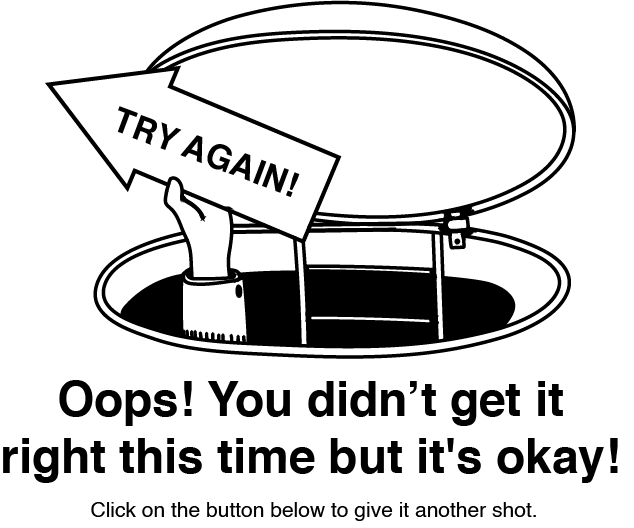 TRY AGAIN!
Oops! You didn’t get it
right this time but it's okay!
Click on the button below to give it another shot.